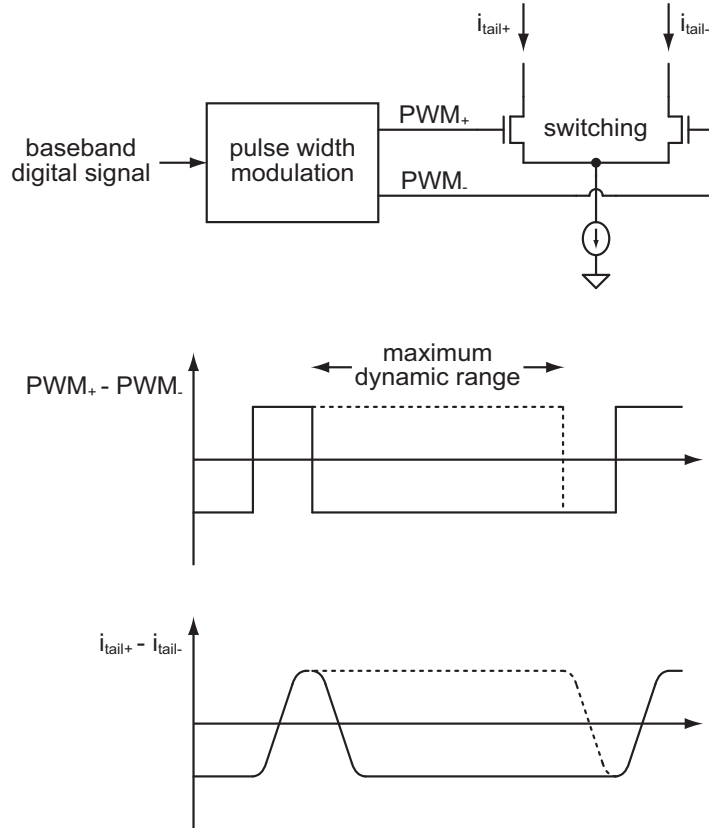 i_tail+ i_tail-
PWM+
baseband
digital signal
pulse width
modulation
switching
PWM-
maximum
dynamic range
PWM+ - PWM-
i_tail+ - i_tail-